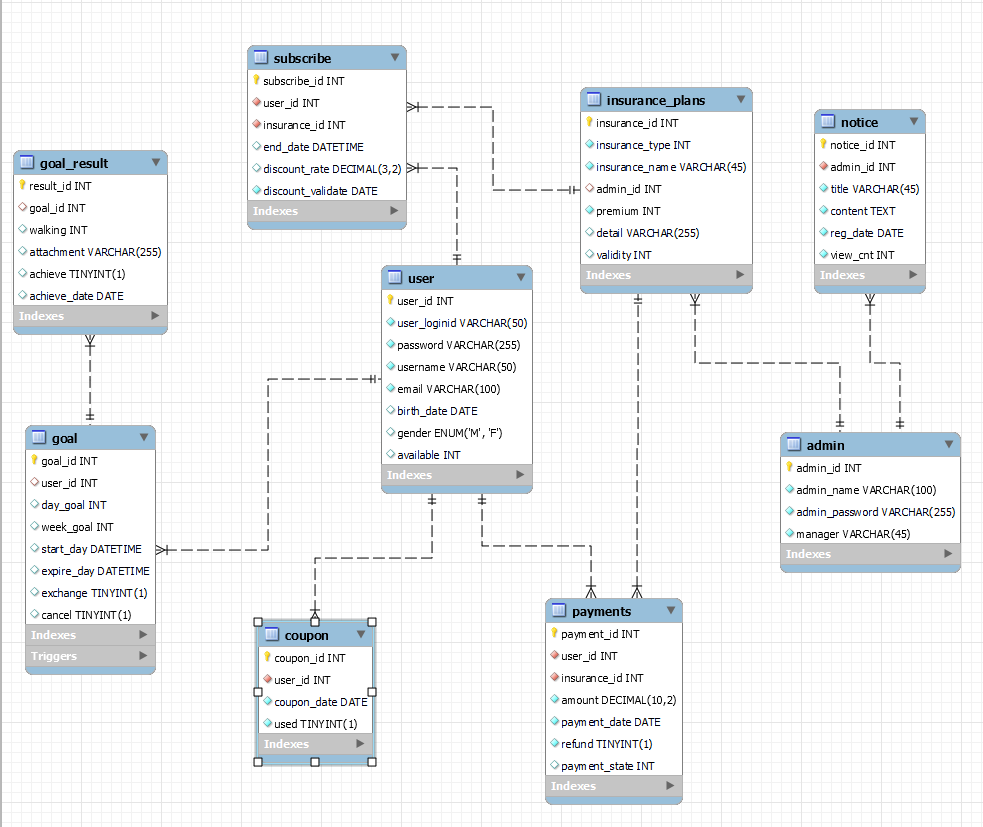 subscribe
subscribe_id INT
user_id INT
insurance_id INT
end_date DATETIME
discount_rate DECIMAL(3,2)
discount_validate DATE
Indexes
insurance_plans
insurance_id INT
insurance_type INT
insurance_name VARCHAR(45)
admin_id INT
premium INT
detail VARCHAR(255)
validity INT
Indexes
notice
notice_id INT
admin_id INT
title VARCHAR(45)
content TEXT
reg_date DATE
view_cnt INT
Indexes
goal_result
result_id INT
goal_id INT
walking INT
attachment VARCHAR(255)
achieve TINYINT(1)
achieve_date DATE
Indexes
user
user_id INT
user_loginid VARCHAR(50)
password VARCHAR(255)
username VARCHAR(50)
email VARCHAR(100)
birth_date DATE
gender ENUM('M', 'F')
available INT
Indexes
goal
goal_id INT
user_id INT
day_goal INT
week_goal INT
start_day DATETIME
expire_day DATETIME
exchange TINYINT(1)
cancel TINYINT(1)
Indexes
Triggers
admin
admin_id INT
admin_name VARCHAR(100)
admin_password VARCHAR(255)
manager VARCHAR(45)
Indexes
coupon
coupon_id INT
user_id INT
coupon_date DATE
used TINYINT(1)
Indexes
payments
payment_id INT
user_id INT
insurance_id INT
amount DECIMAL(10,2)
payment_date DATE
refund TINYINT(1)
payment_state INT
Indexes